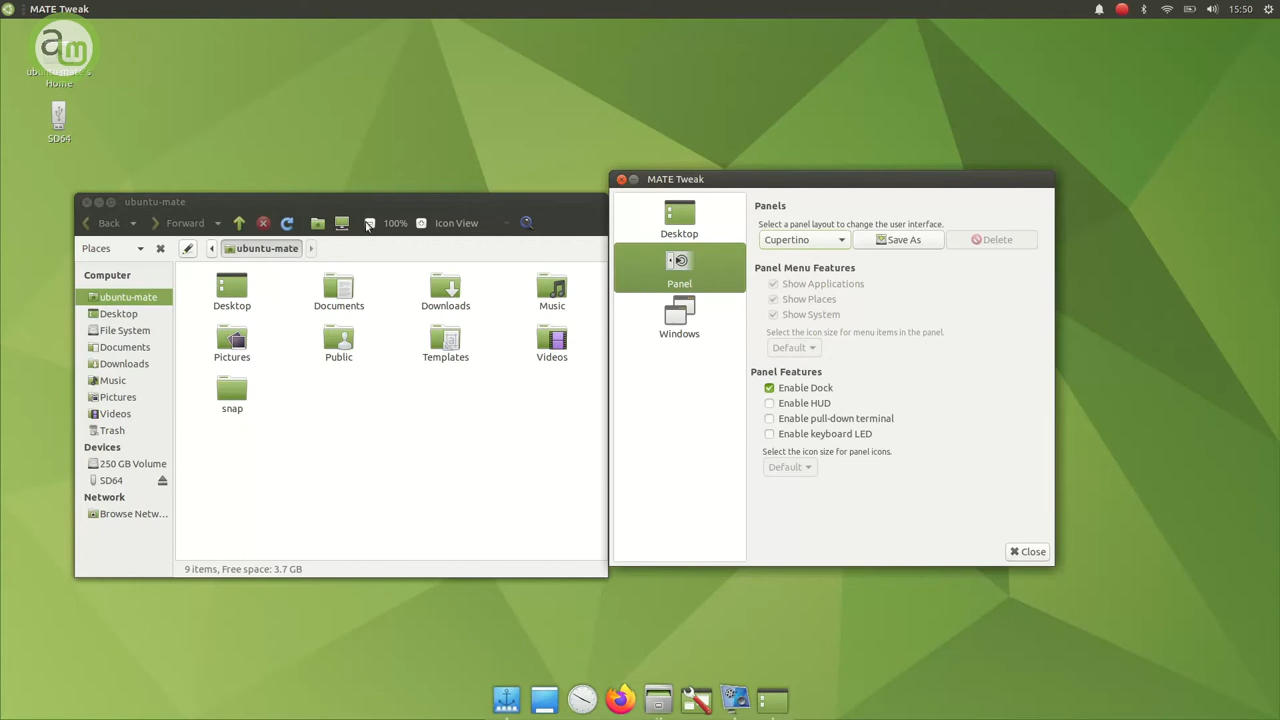 MATE Tweak
15:50
am
ubuntu-mate's
Home
SD64
ubuntu-mate
Back
Forward
100%
Icon View
Places
ubuntu-mate
Computer
ubuntu-mate
Desktop
File System
Documents
Downloads
Music
Pictures
Videos
Trash
Devices
250 GB Volume
SD64
Network
Browse Netw...
Desktop
Documents
Downloads
Music
Pictures
Public
Templates
Videos
snap
9 items, Free space: 3.7 GB
MATE Tweak
Desktop
Panel
Windows
Panels
Select a panel layout to change the user interface.
Cupertino
Save As
Delete
Panel Menu Features
Show Applications
Show Places
Show System
Select the icon size for menu items in the panel.
Default
Panel Features
Enable Dock
Enable HUD
Enable pull-down terminal
Enable keyboard LED
Select the icon size for panel icons.
Default
Close